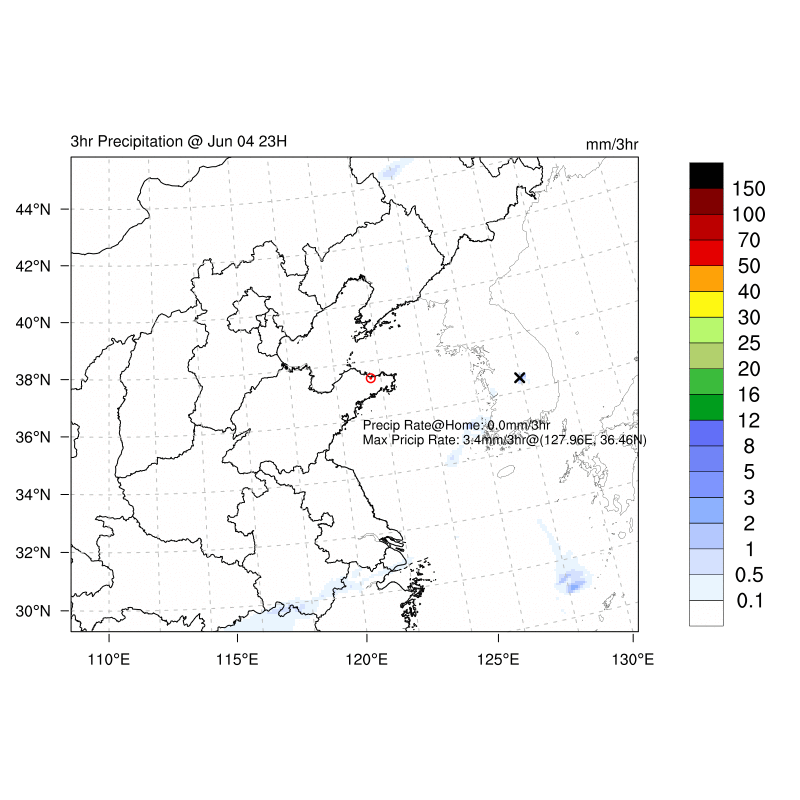 3hr Precipitation @ Jun 04 23H
mm/3hr
44°N
42°N
40°N
38°N
36°N
34°N
32°N
30°N
110°E
115°E
120°E
125°E
130°E
Precip Rate@Home: 0.0mm/3hr
Max Pricip Rate: 3.4mm/3hr@(127.96E, 36.46N)
150
100
70
50
40
30
25
20
16
12
8
5
3
2
1
0.5
0.1